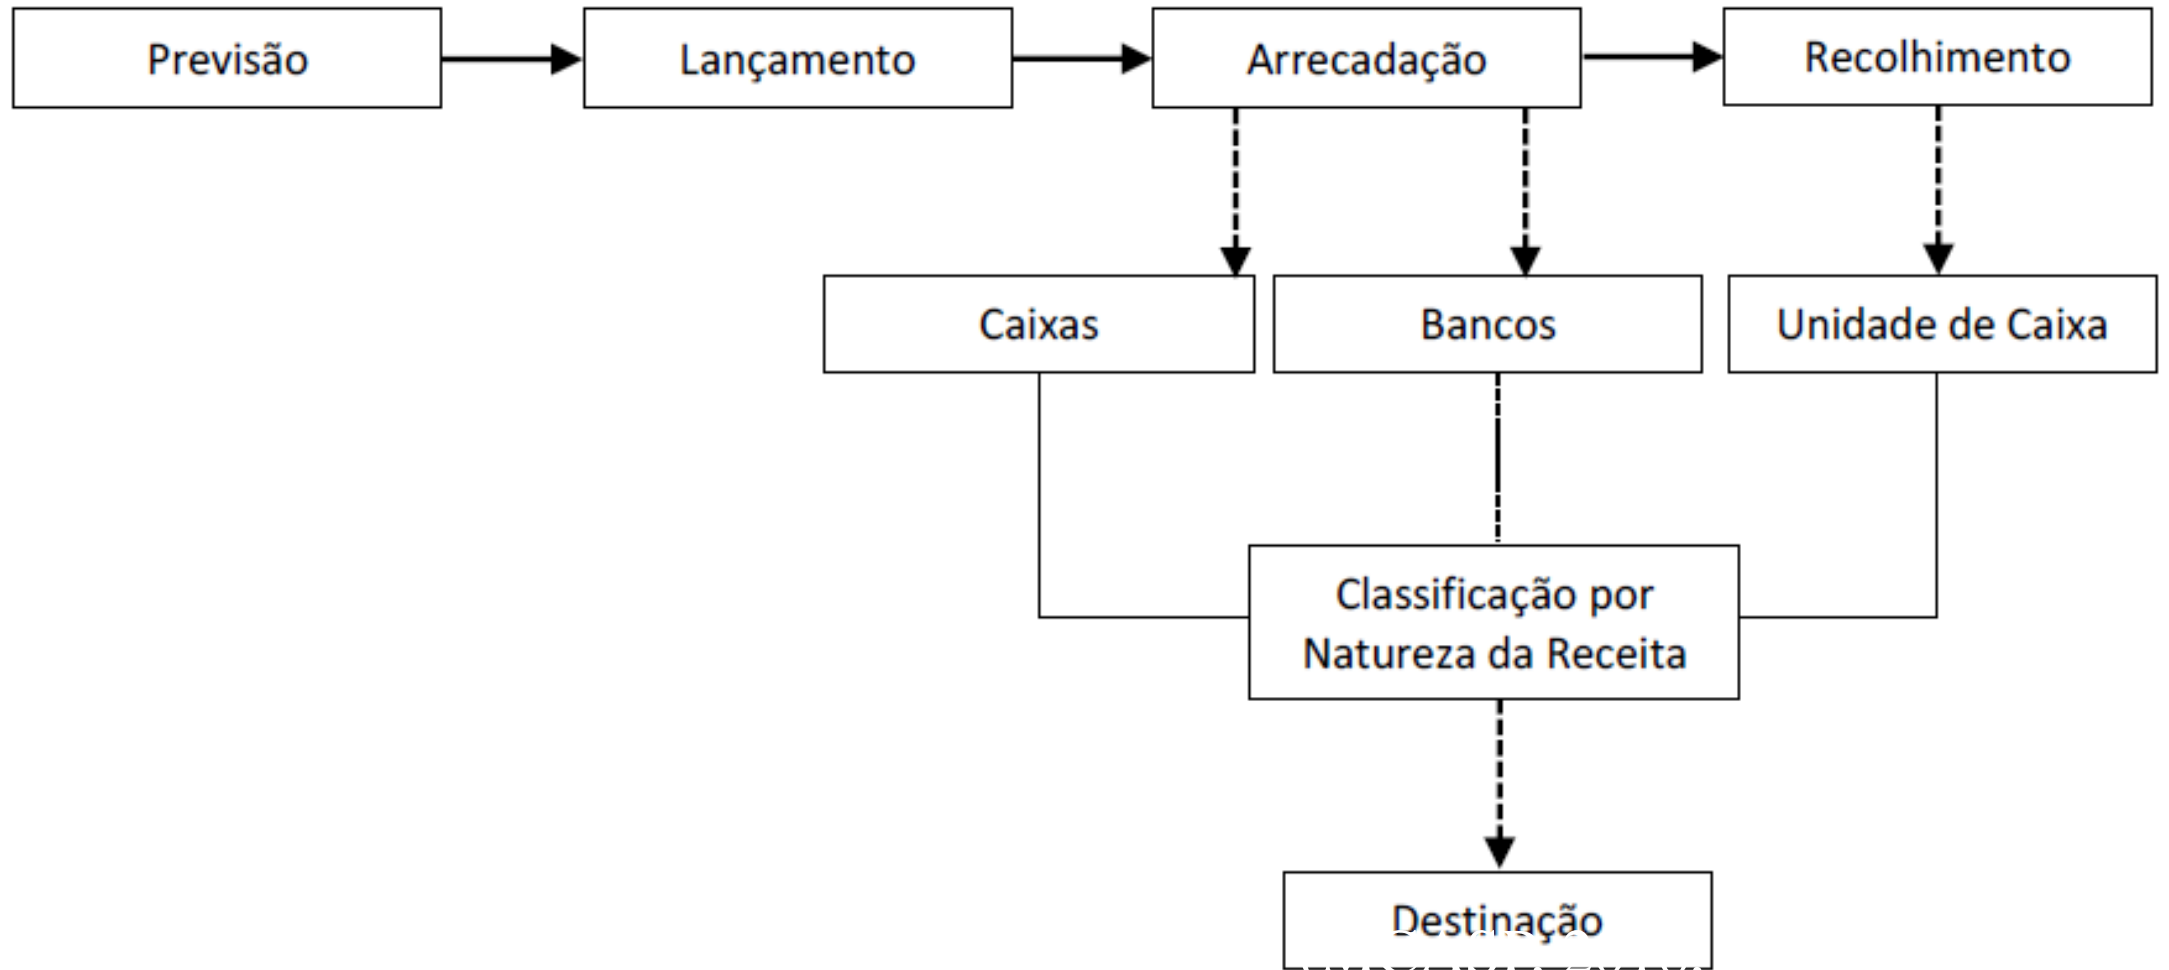 Previsão
Lançamento
Arrecadação
Recolhimento
Caixas
Bancos
Unidade de Caixa
Classificação por
Natureza da Receita
Destinação